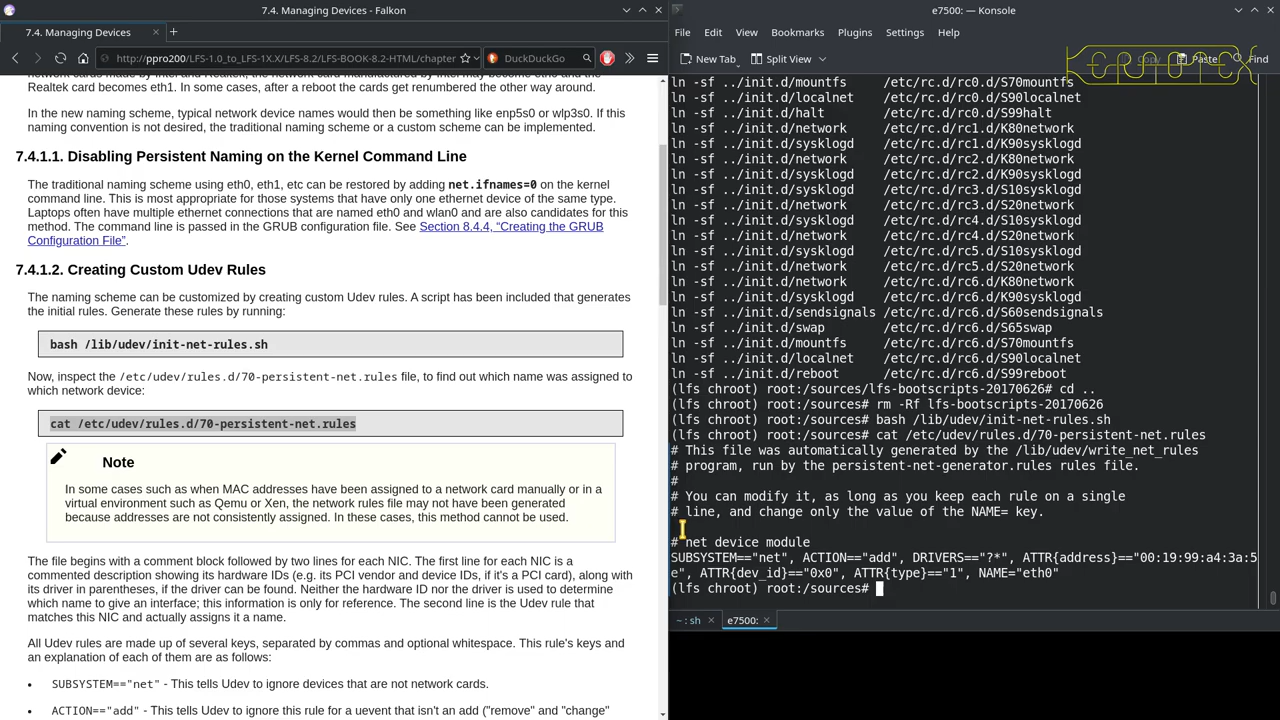 7.4. Managing Devices - Falkon
7.4. Managing Devices
http://ppro200/LFS-1.0_to_LFS-1X.X/LFS-8.2/LFS-BOOK-8.2-HTML/chapter
DuckDuckGo
network cards made by Intel and Realtek, the network card manufactured by Intel may become eth0 and the
Realtek card becomes eth1. In some cases, after a reboot the cards get renumbered the other way around.
In the new naming scheme, typical network device names would then be something like enp5s0 or wlp3s0. If this
naming convention is not desired, the traditional naming scheme or a custom scheme can be implemented.
7.4.1.1. Disabling Persistent Naming on the Kernel Command Line
The traditional naming scheme using eth0, eth1, etc can be restored by adding net.ifnames=0 on the kernel
command line. This is most appropriate for those systems that have only one ethernet device of the same type.
Laptops often have multiple ethernet connections that are named eth0 and wlan0 and are also candidates for this
method. The command line is passed in the GRUB configuration file. See Section 8.4.4, “Creating the GRUB
Configuration File”.
7.4.1.2. Creating Custom Udev Rules
The naming scheme can be customized by creating custom Udev rules. A script has been included that generates
the initial rules. Generate these rules by running:
bash /lib/udev/init-net-rules.sh
Now, inspect the /etc/udev/rules.d/70-persistent-net.rules file, to find out which name was assigned to
which network device:
cat /etc/udev/rules.d/70-persistent-net.rules
Note
In some cases such as when MAC addresses have been assigned to a network card manually or in a
virtual environment such as Qemu or Xen, the network rules file may not have been generated
because addresses are not consistently assigned. In these cases, this method cannot be used.
The file begins with a comment block followed by two lines for each NIC. The first line for each NIC is a
commented description showing its hardware IDs (e.g. its PCI vendor and device IDs, if it's a PCI card), along with
its driver in parentheses, if the driver can be found. Neither the hardware ID nor the driver is used to determine
which name to give an interface; this information is only for reference. The second line is the Udev rule that
matches this NIC and actually assigns it a name.
All Udev rules are made up of several keys, separated by commas and optional whitespace. This rule's keys and
an explanation of each of them are as follows:
• SUBSYSTEM=="net" - This tells Udev to ignore devices that are not network cards.
• ACTION=="add" - This tells Udev to ignore this rule for a uevent that isn't an add ("remove" and "change"
e7500: — Konsole
File Edit View Bookmarks Plugins Settings Help
New Tab Split View Copy Paste Find
ln -sf ../init.d/mountfs /etc/rc.d/rc0.d/S70mountfs
ln -sf ../init.d/localnet /etc/rc.d/rc0.d/S90localnet
ln -sf ../init.d/halt /etc/rc.d/rc0.d/S99halt
ln -sf ../init.d/network /etc/rc.d/rc1.d/K80network
ln -sf ../init.d/sysklogd /etc/rc.d/rc1.d/K90sysklogd
ln -sf ../init.d/network /etc/rc.d/rc2.d/K80network
ln -sf ../init.d/sysklogd /etc/rc.d/rc2.d/K90sysklogd
ln -sf ../init.d/sysklogd /etc/rc.d/rc3.d/S10sysklogd
ln -sf ../init.d/network /etc/rc.d/rc3.d/S20network
ln -sf ../init.d/sysklogd /etc/rc.d/rc4.d/S10sysklogd
ln -sf ../init.d/network /etc/rc.d/rc4.d/S20network
ln -sf ../init.d/sysklogd /etc/rc.d/rc5.d/S10sysklogd
ln -sf ../init.d/network /etc/rc.d/rc5.d/S20network
ln -sf ../init.d/network /etc/rc.d/rc6.d/K80network
ln -sf ../init.d/sysklogd /etc/rc.d/rc6.d/K90sysklogd
ln -sf ../init.d/sendsignals /etc/rc.d/rc6.d/S60sendsignals
ln -sf ../init.d/swap /etc/rc.d/rc6.d/S65swap
ln -sf ../init.d/mountfs /etc/rc.d/rc6.d/S70mountfs
ln -sf ../init.d/localnet /etc/rc.d/rc6.d/S90localnet
ln -sf ../init.d/reboot /etc/rc.d/rc6.d/S99reboot
(lfs chroot) root:/sources/lfs-bootscripts-20170626# cd ..
(lfs chroot) root:/sources# rm -Rf lfs-bootscripts-20170626
(lfs chroot) root:/sources# bash /lib/udev/init-net-rules.sh
(lfs chroot) root:/sources# cat /etc/udev/rules.d/70-persistent-net.rules
# This file was automatically generated by the /lib/udev/write_net_rules
# program, run by the persistent-net-generator.rules rules file.
#
# You can modify it, as long as you keep each rule on a single
# line, and change only the value of the NAME= key.
# net device module
SUBSYSTEM=="net", ACTION=="add", DRIVERS=="?*", ATTR{address}=="00:19:99:a4:3a:5
e", ATTR{dev_id}=="0x0", ATTR{type}=="1", NAME="eth0"
(lfs chroot) root:/sources#
~ : sh
e7500: